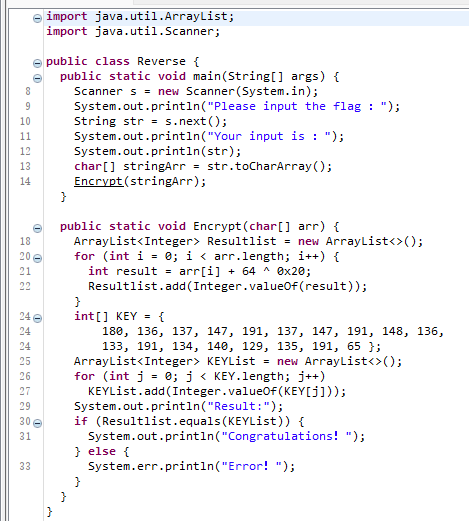 import java.util.ArrayList;
import java.util.Scanner;
public class Reverse {
public static void main(String[] args) {
8 Scanner s = new Scanner(System.in);
9 System.out.println("Please input the flag : ");
10 String str = s.next();
11 System.out.println("Your input is : ");
12 System.out.println(str);
13 char[] stringArr = str.toCharArray();
14 Encrypt(stringArr);
}
public static void Encrypt(char[] arr) {
18 ArrayList<Integer> Resultlist = new ArrayList<>();
20 for (int i = 0; i < arr.length; i++) {
21 int result = arr[i] + 64 ^ 0x20;
22 Resultlist.add(Integer.valueOf(result));
}
24 int[] KEY = {
24 180, 136, 137, 147, 191, 137, 147, 191, 148, 136,
24 133, 191, 134, 140, 129, 135, 191, 65 };
25 ArrayList<Integer> KEYList = new ArrayList<>();
26 for (int j = 0; j < KEY.length; j++)
27 KEYList.add(Integer.valueOf(KEY[j]));
29 System.out.println("Result:");
30 if (Resultlist.equals(KEYList)) {
31 System.out.println("Congratulations! ");
} else {
33 System.err.println("Error! ");
}
}
}